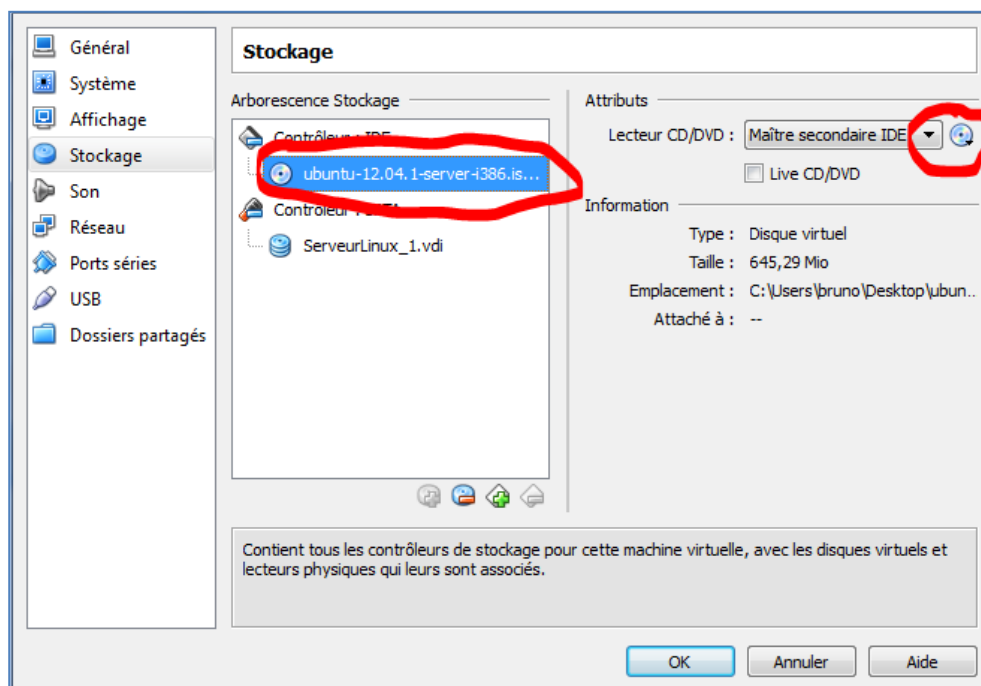 Général
Système
Affichage
Stockage
Son
Réseau
Ports séries
USB
Dossiers partagés
Stockage
Arborescence Stockage
Contrôleur : IDE
ubuntu-12.04.1-server-i386.is...
Contrôleur :
ServeurLinux_1.vdi
Attributs
Lecteur CD/DVD : Maître secondaire IDE
Live CD/DVD
Information
Type : Disque virtuel
Taille : 645,29 Mio
Emplacement : C:\Users\bruno\Desktop\ubun..
Attaché à : --
Contient tous les contrôleurs de stockage pour cette machine virtuelle, avec les disques virtuels et
lecteurs physiques qui leurs sont associés.
OK Annuler Aide